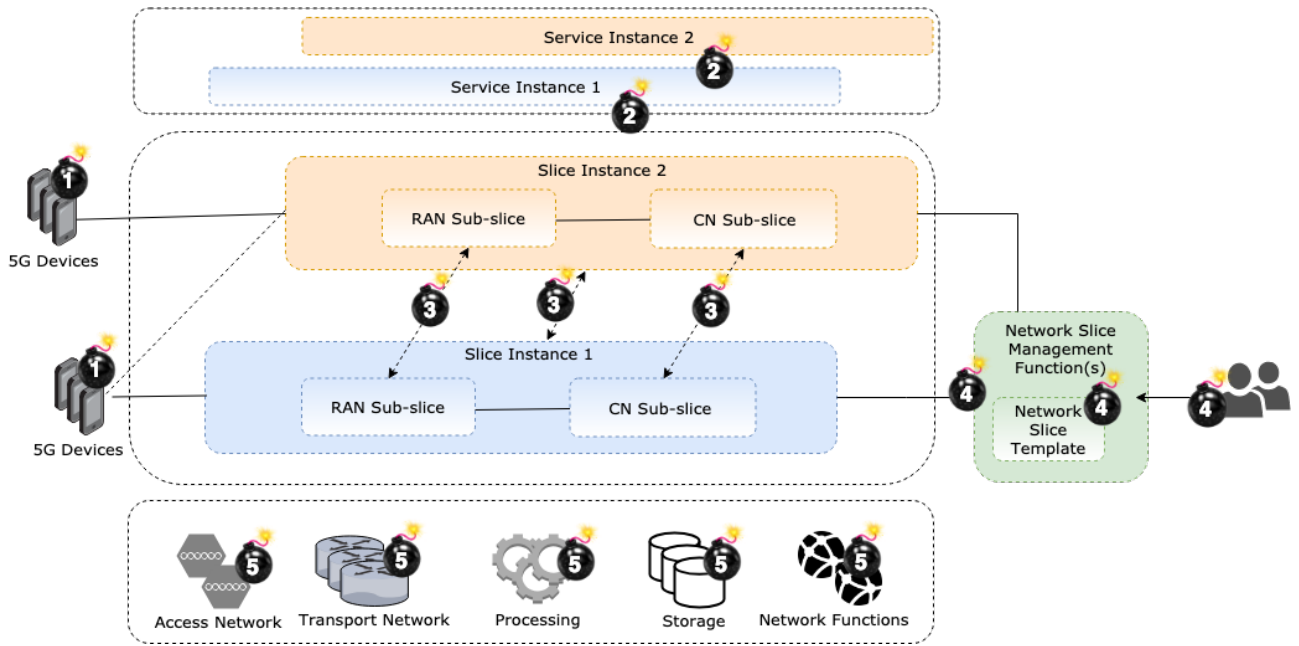 Service Instance 2
2
Service Instance 1
2
1
5G Devices
Slice Instance 2
RAN Sub-slice
CN Sub-slice
3
3
3
1
5G Devices
Slice Instance 1
RAN Sub-slice
CN Sub-slice
Network Slice
Management
Function(s)
4
4
4
Network
Slice
Template
5
5
5
5
5
Access Network
Transport Network
Processing
Storage
Network Functions